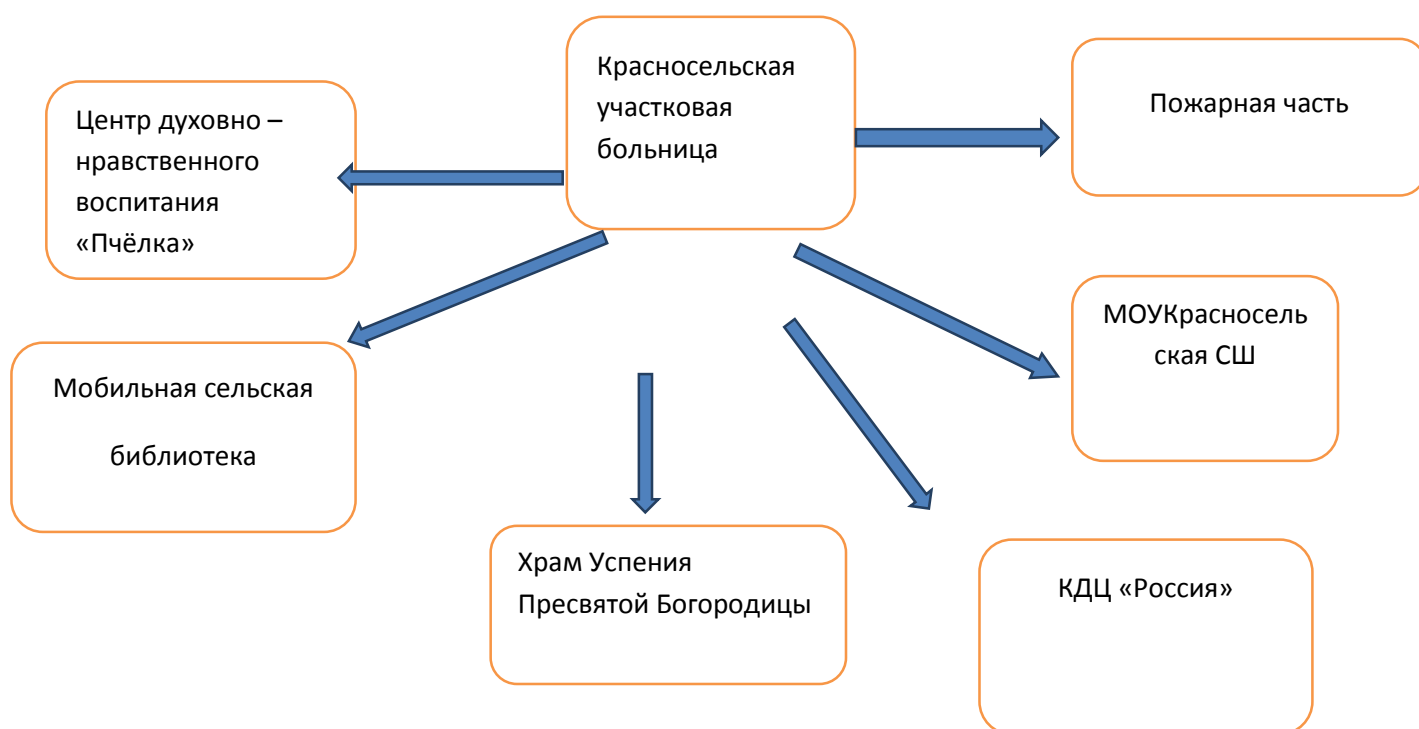 Красносельская
участковая
больница
Пожарная часть
Центр духовно –
нравственного
воспитания
«Пчёлка»
МОУКрасносель
ская СШ
Мобильная сельская
библиотека
Храм Успения
Пресвятой Богородицы
КДЦ «Россия»